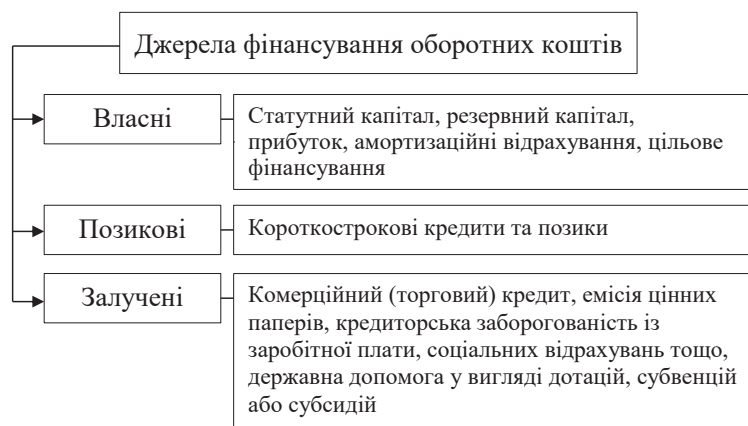 Джерела фінансування оборотних коштів
Власні
Статутний капітал, резервний капітал,
прибуток, амортизаційні відрахування, цільове
фінансування
Позикові
Короткострокові кредити та позики
Залучені
Комерційний (торговий) кредит, емісія цінних
паперів, кредиторська заборогованість із
заробітної плати, соціальних відрахувань тощо,
державна допомога у вигляді дотацій, субвенцій
або субсидій